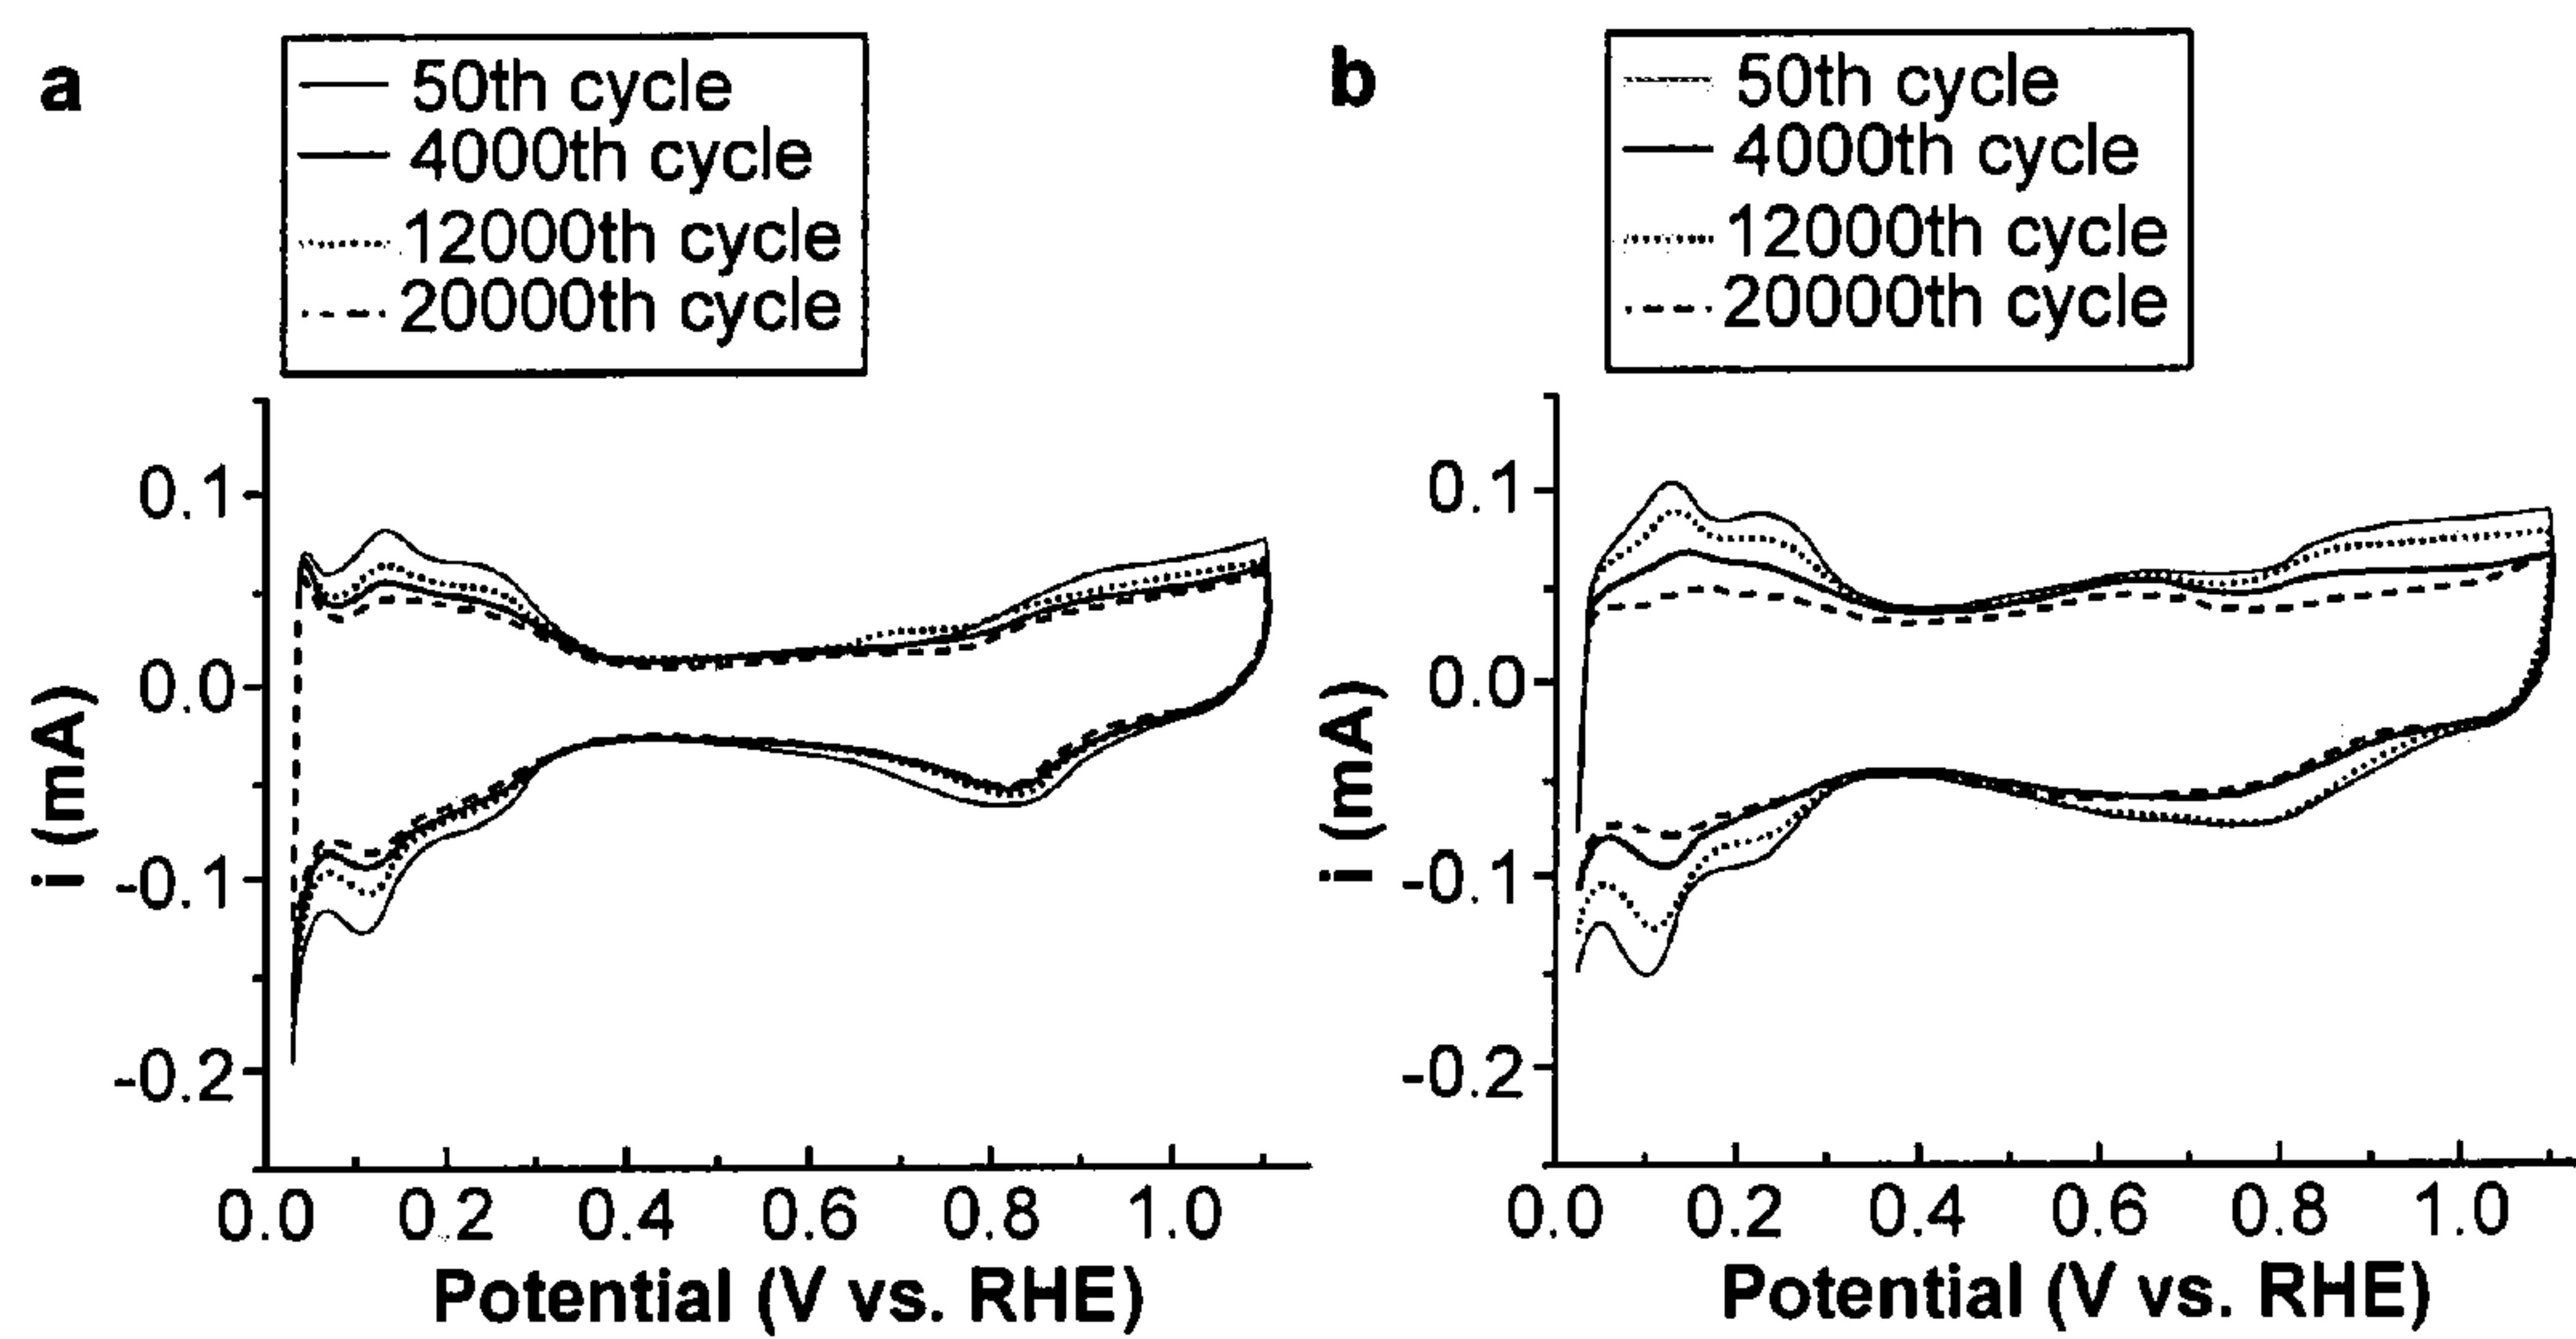 a
50th cycle
4000th cycle
12000th cycle
20000th cycle
0.1
0.0
-0.1
-0.2
i (mA)
0.0 0.2 0.4 0.6 0.8 1.0
Potential (V vs. RHE)
b
50th cycle
4000th cycle
12000th cycle
20000th cycle
0.1
0.0
-0.1
-0.2
i (mA)
0.0 0.2 0.4 0.6 0.8 1.0
Potential (V vs. RHE)